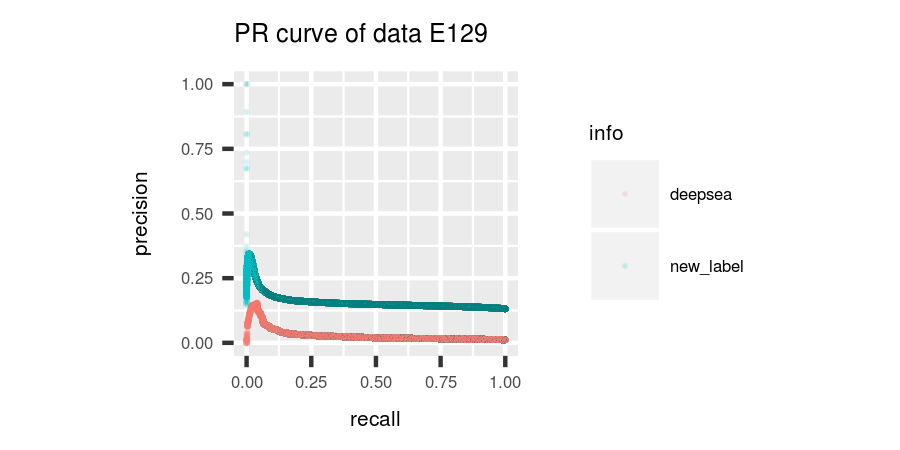 PR curve of data E129
precision
1.00
0.75
0.50
0.25
0.00
0.00 0.25 0.50 0.75 1.00
recall
info
deepsea
new_label